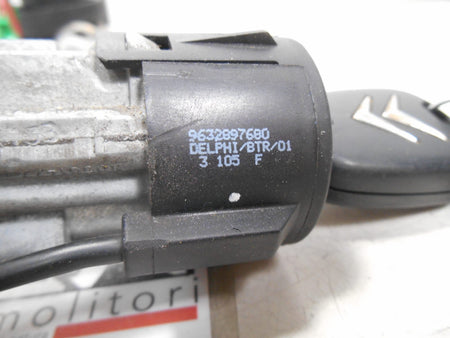 9632897680
DELPHI/BTR/01
3 105 F
molitori